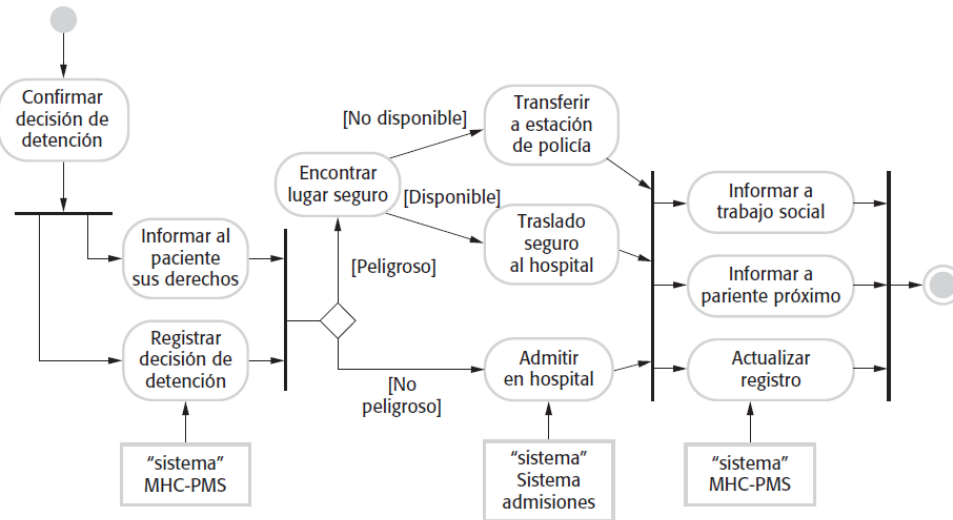 Confirmar
decisión de
detención
Informar al
paciente
sus derechos
Registrar
decisión de
detención
“sistema”
MHC-PMS
Encontrar
lugar seguro
[No disponible]
[Disponible]
[Peligroso]
[No
peligroso]
Transferir
a estación
de policía
Traslado
seguro
al hospital
Admitir
en hospital
“sistema”
Sistema
admisiones
Informar a
trabajo social
Informar a
pariente próximo
Actualizar
registro
“sistema”
MHC-PMS